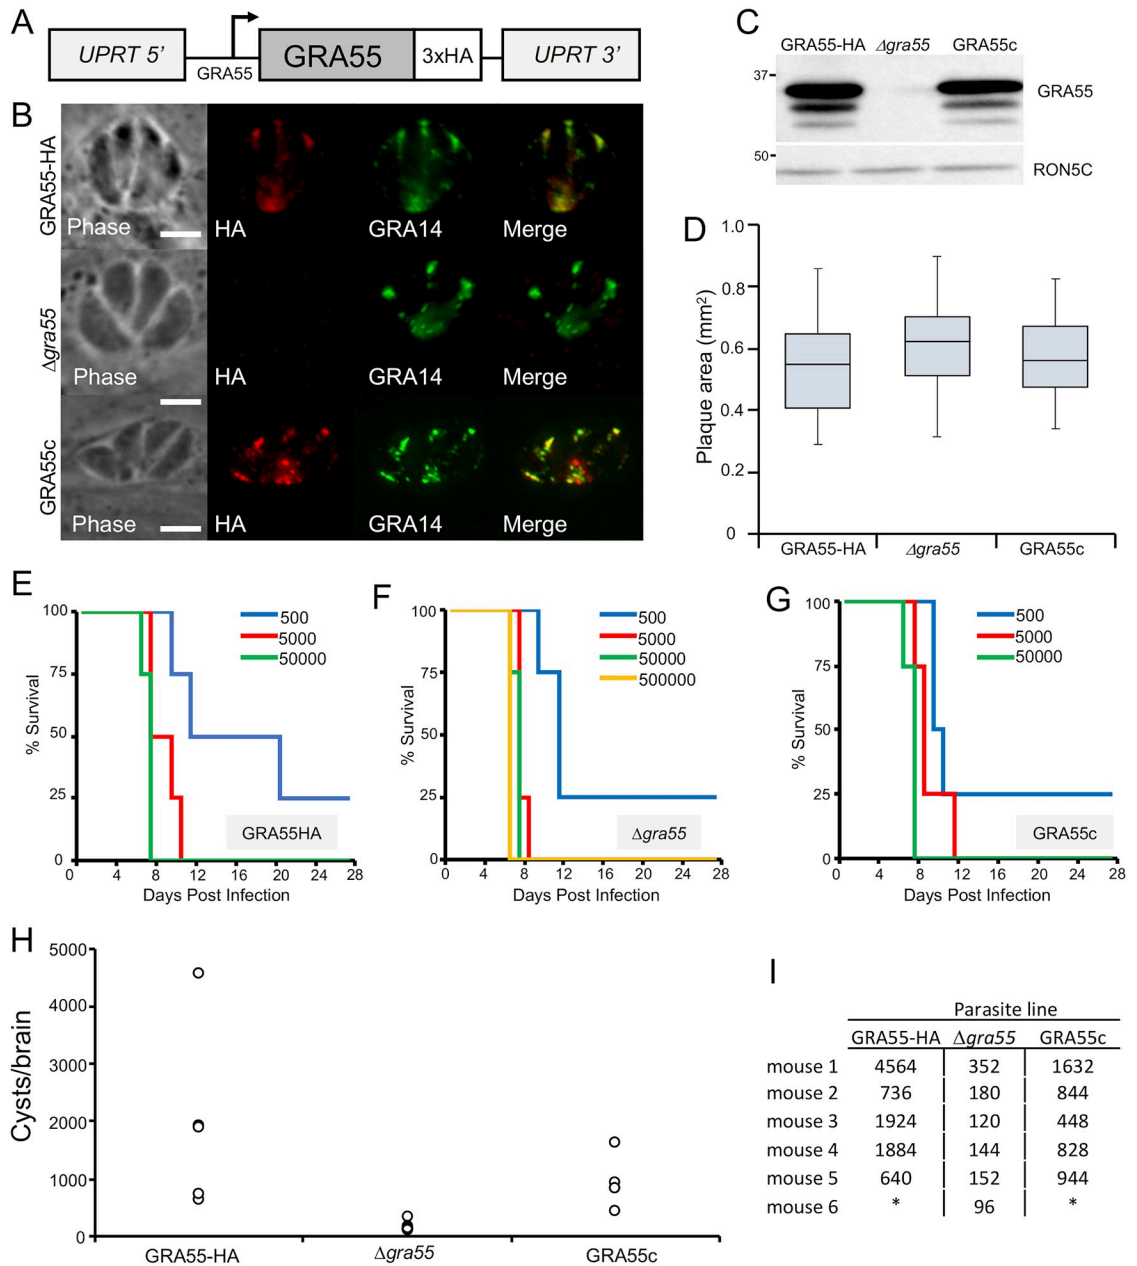 A
UPRT 5’
GRA55
GRA55
3xHA
UPRT 3’
B
GRA55-HA
Phase
HA
GRA14
Merge
Δgra55
Phase
HA
GRA14
Merge
GRA55c
Phase
HA
GRA14
Merge
C
GRA55-HA Δgra55 GRA55c
37
GRA55
50
RON5C
D
Plaque area (mm²)
1.0
0.8
0.6
0.4
0.2
0
GRA55-HA Δgra55 GRA55c
E
% Survival
100
75
50
25
0
500
5000
50000
GRA55HA
0 4 8 12 16 20 24 28
Days Post Infection
F
% Survival
100
75
50
25
0
500
5000
50000
500000
Δgra55
0 4 8 12 16 20 24 28
Days Post Infection
G
% Survival
100
75
50
25
0
500
5000
50000
GRA55c
0 4 8 12 16 20 24 28
Days Post Infection
H
Cysts/brain
5000
4000
3000
2000
1000
0
GRA55-HA Δgra55 GRA55c
I
Parasite line
GRA55-HA Δgra55 GRA55c
mouse 1 4564 352 1632
mouse 2 736 180 844
mouse 3 1924 120 448
mouse 4 1884 144 828
mouse 5 640 152 944
mouse 6 * 96 *